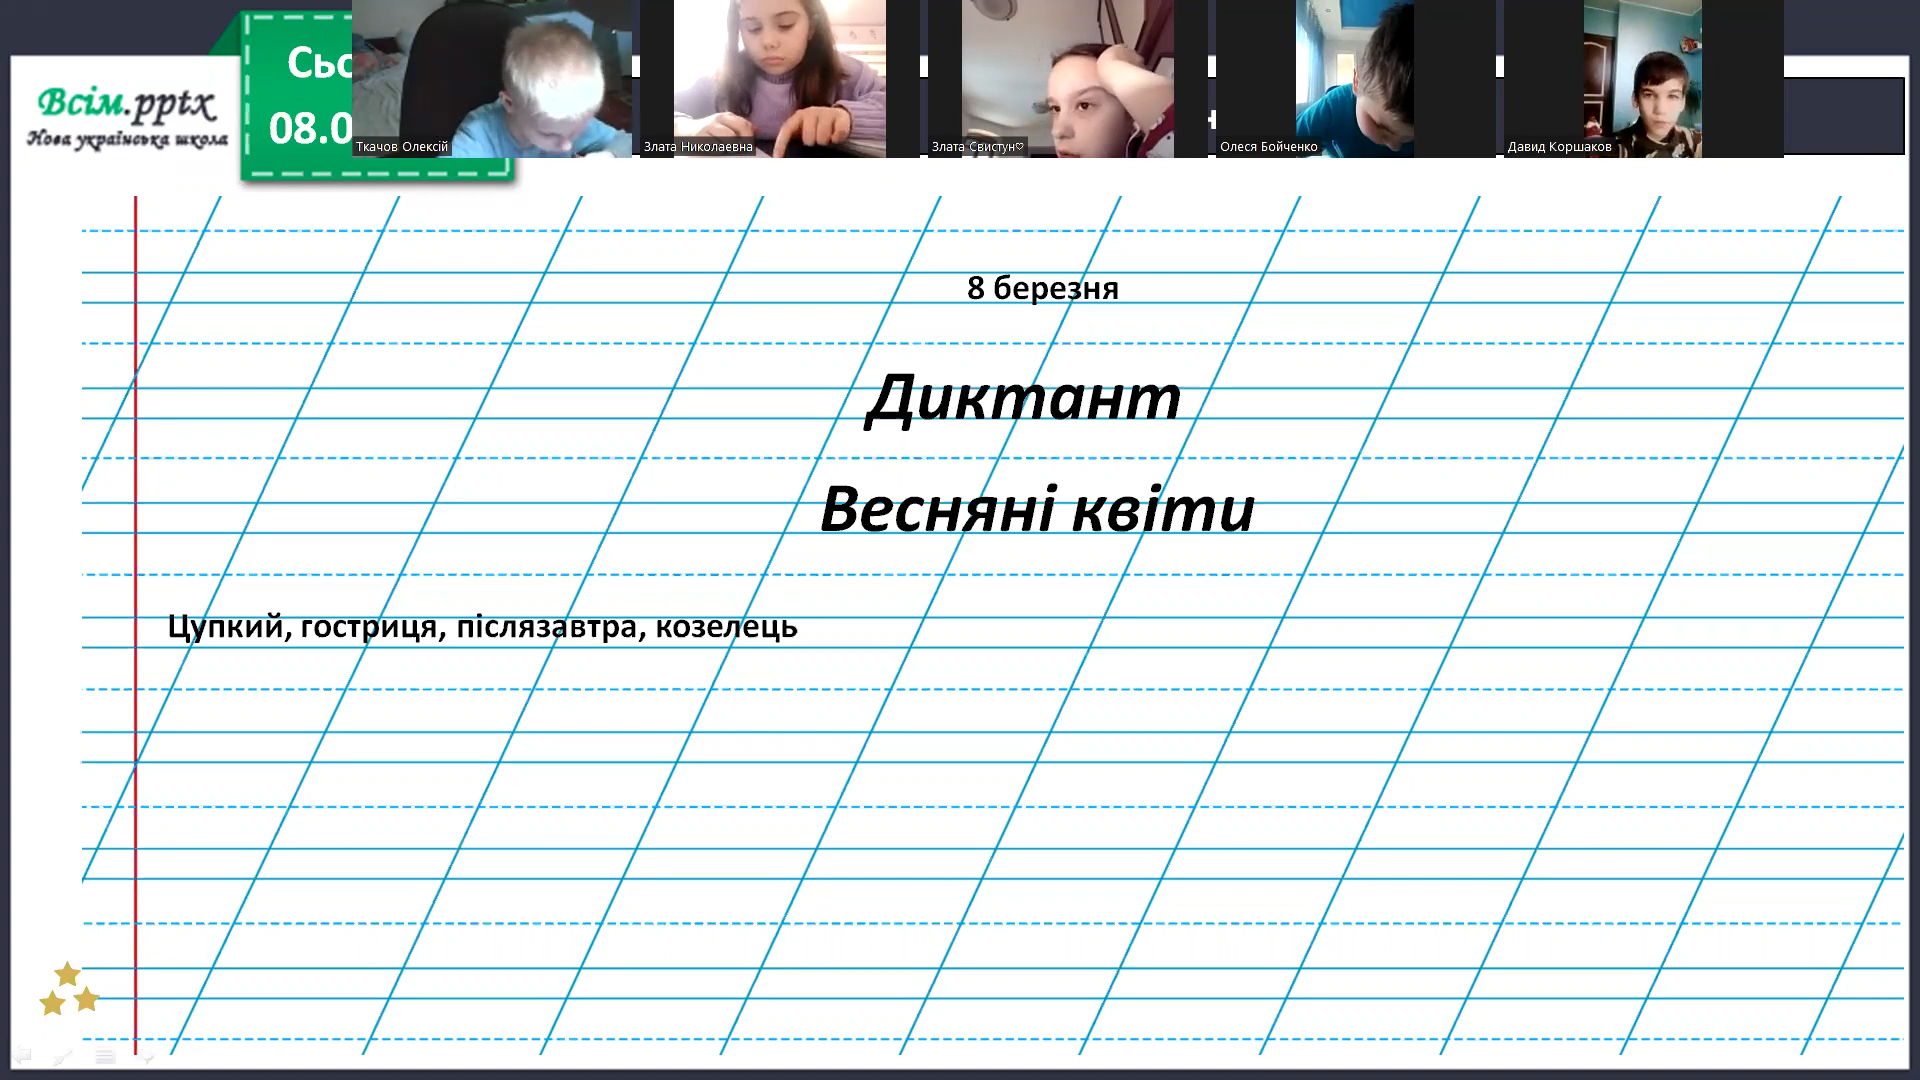 Всім.pptx
Нова українська школа
08.0
Ткачов Олексій
Злата Николаевна
Злата Свистун♡
Олеся Бойченко
Давид Коршаков
8 березня
Диктант
Весняні квіти
Цупкий, гостриця, післязавтра, козелець